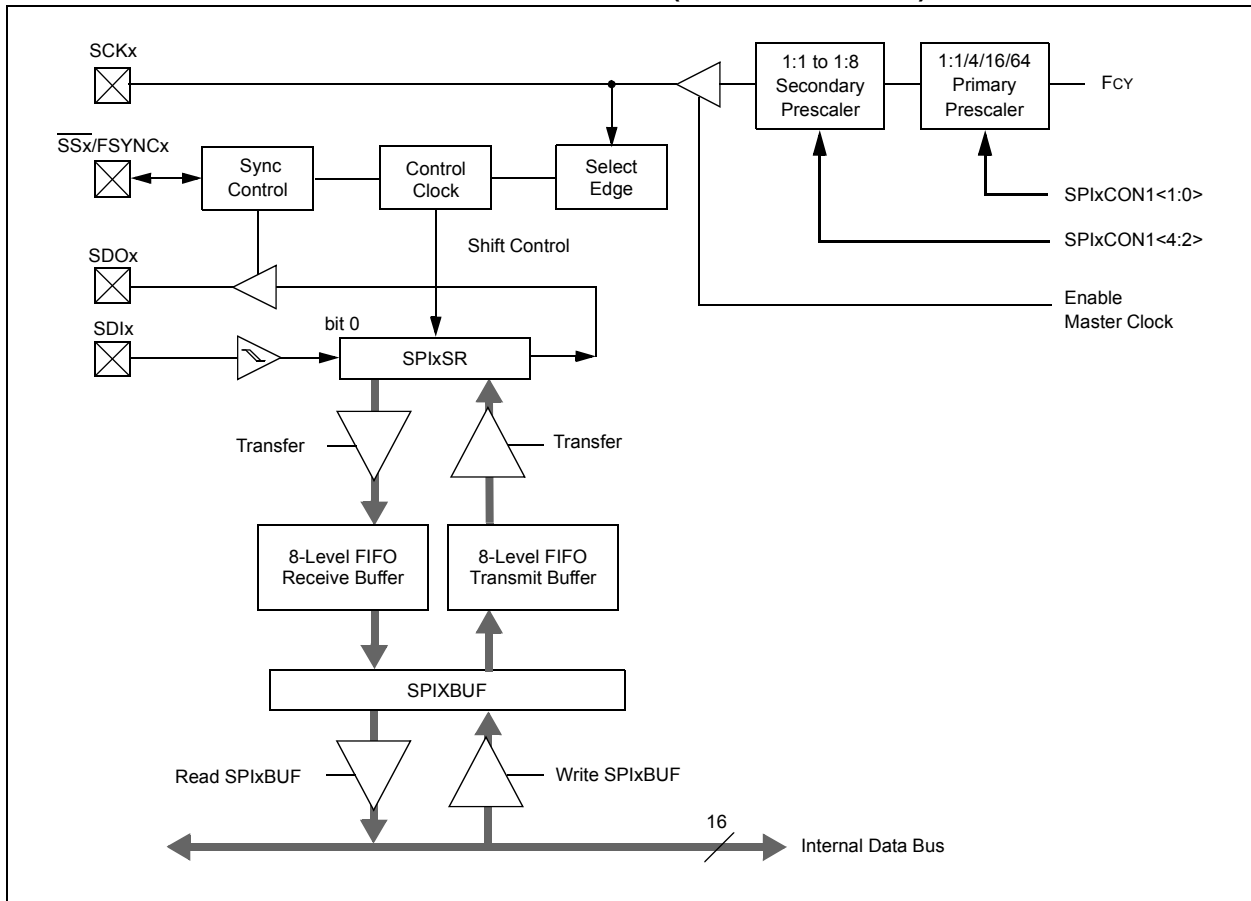 SCKx
1:1 to 1:8
Secondary
Prescaler
1:1/4/16/64
Primary
Prescaler
FCY
SSx/FSYNCx
Sync
Control
Control
Clock
Select
Edge
SPIxCON1<1:0>
SPIxCON1<4:2>
Shift Control
SDOx
Enable
Master Clock
SDIx
bit 0
SPIxSR
Transfer
Transfer
8-Level FIFO
Receive Buffer
8-Level FIFO
Transmit Buffer
SPIXBUF
Read SPIxBUF
Write SPIxBUF
16
Internal Data Bus